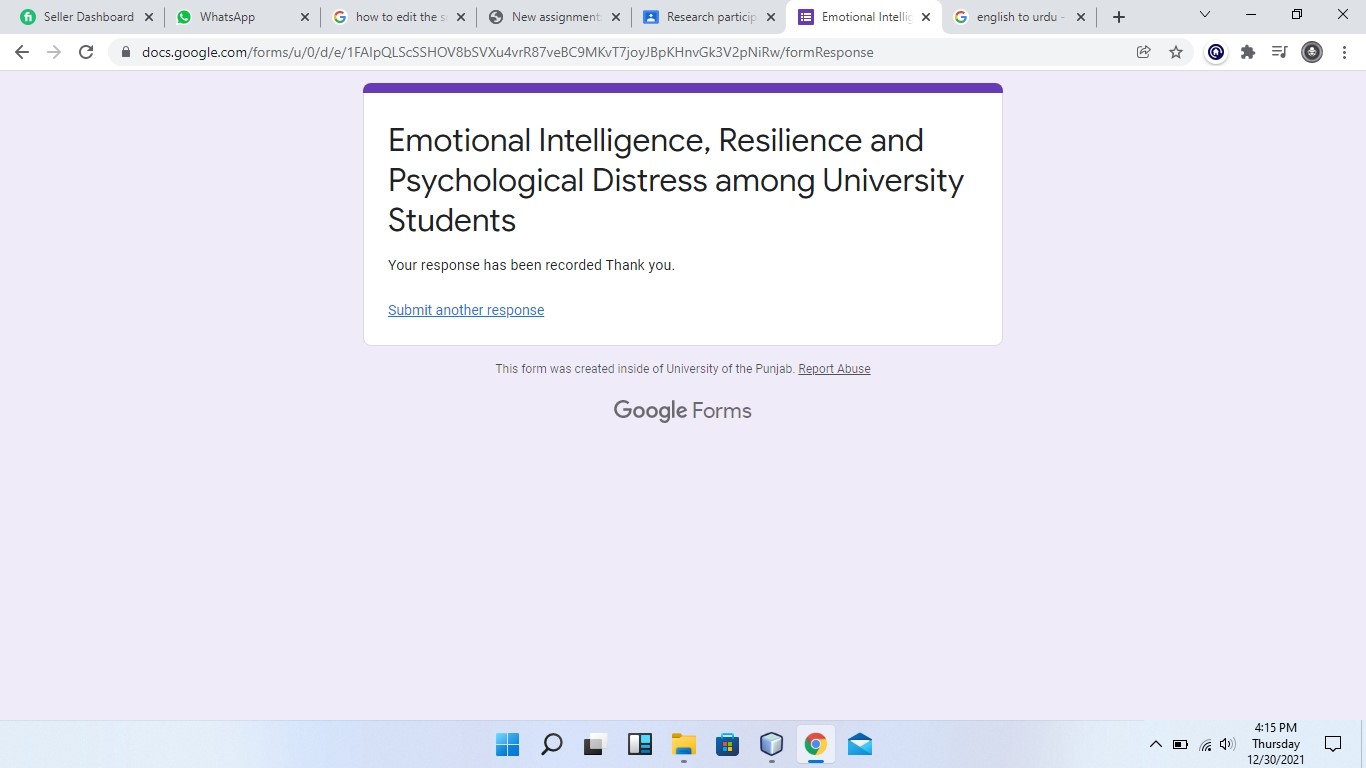 Seller Dashboard
WhatsApp
how to edit the s
New assignment
Research particip
Emotional Intellig
english to urdu -
docs.google.com/forms/u/0/d/e/1FAIpQLScSSHOV8bSVXu4vrR87veBC9MKvT7joyJBpKHnvGk3V2pNiRw/formResponse
Emotional Intelligence, Resilience and
Psychological Distress among University
Students
Your response has been recorded Thank you.
Submit another response
This form was created inside of University of the Punjab. Report Abuse
Google Forms
4:15 PM
Thursday
12/30/2021